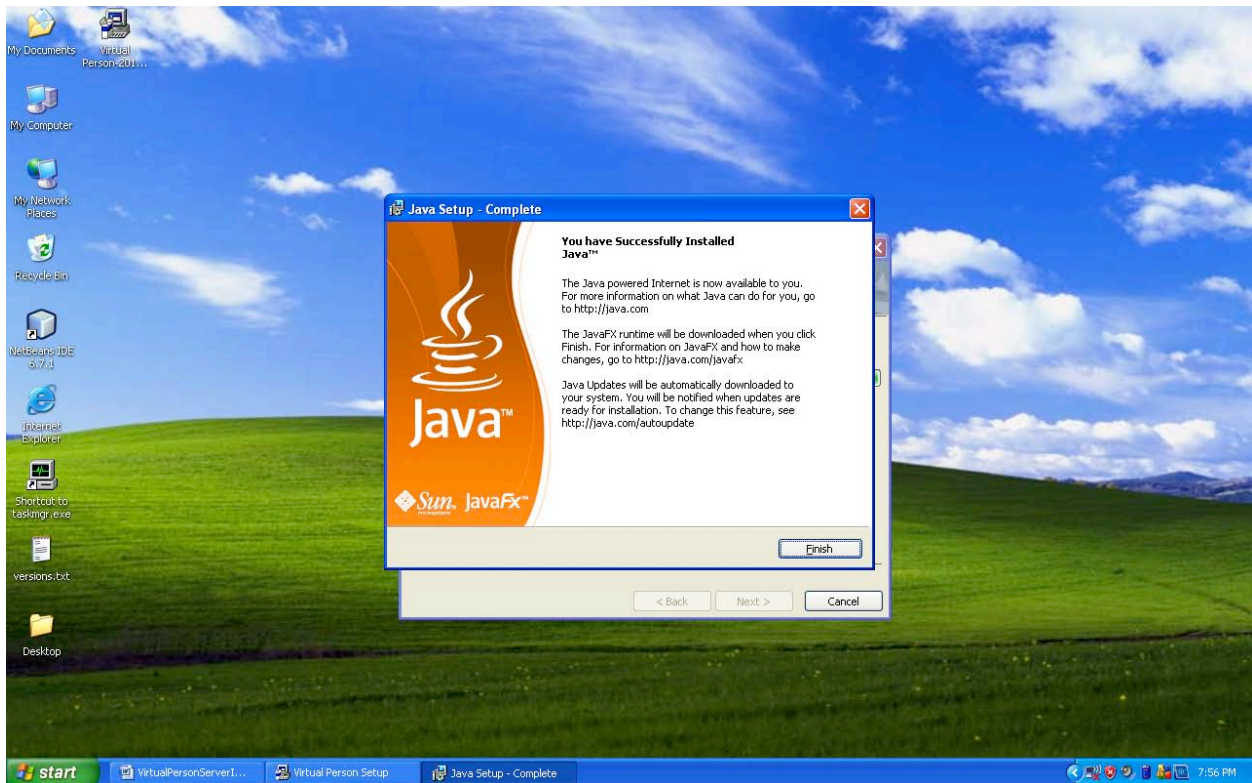 My Documents
Virtual
Person-201...
My Computer
My Network
Places
Recycle Bin
NetBeans IDE
6.7.1
Internet
Explorer
Shortcut to
taskmgr.exe
versions.txt
Desktop
Java Setup - Complete
You have Successfully Installed
Java™
The Java powered Internet is now available to you.
For more information on what Java can do for you, go
to http://java.com
The JavaFX runtime will be downloaded when you click
Finish. For information on JavaFX and how to make
changes, go to http://java.com/javafx
Java Updates will be automatically downloaded to
your system. You will be notified when updates are
ready for installation. To change this feature, see
http://java.com/autoupdate
Java™
Sun microsystems JavaFX™
Finish
< Back Next > Cancel
start VirtualPersonServerI... Virtual Person Setup Java Setup - Complete 7:56 PM